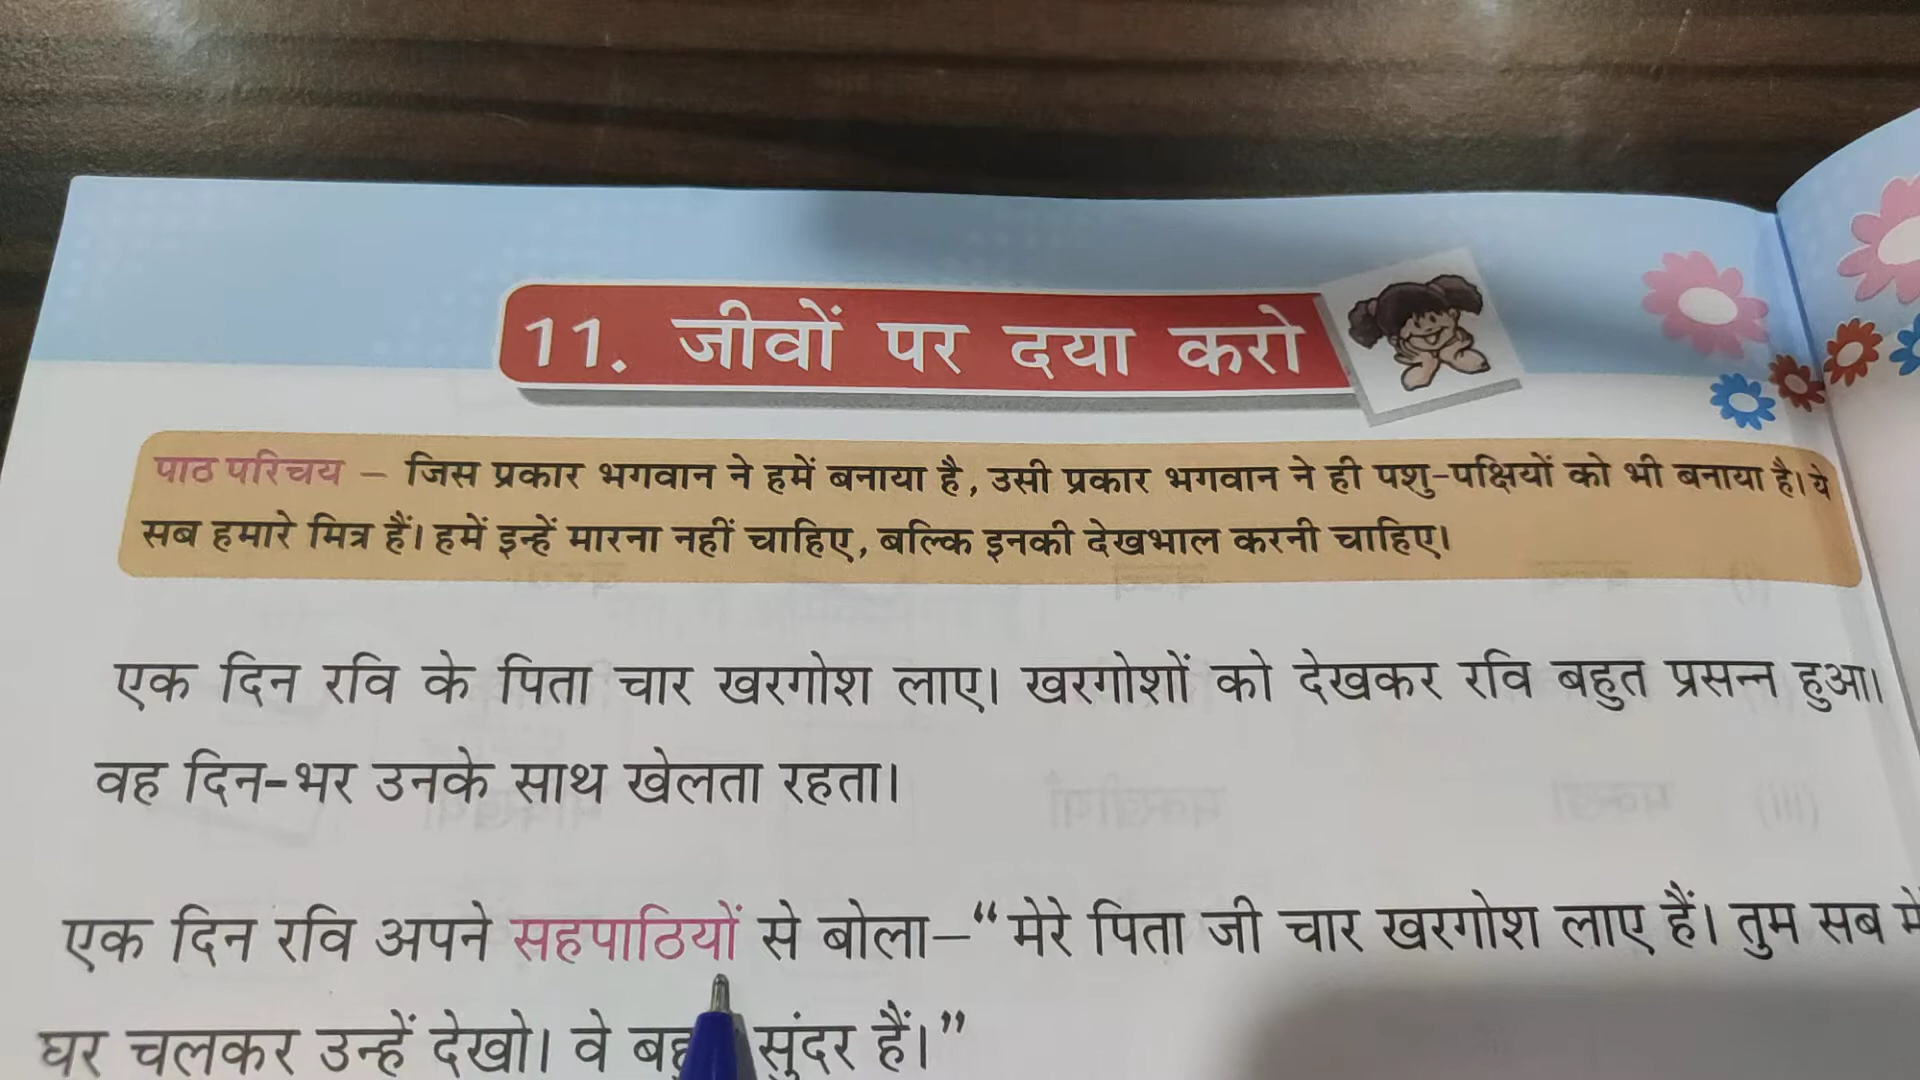 11. जीवों पर दया करो
पाठ परिचय – जिस प्रकार भगवान ने हमें बनाया है, उसी प्रकार भगवान ने ही पशु-पक्षियों को भी बनाया है। ये
सब हमारे मित्र हैं। हमें इन्हें मारना नहीं चाहिए, बल्कि इनकी देखभाल करनी चाहिए।
एक दिन रवि के पिता चार खरगोश लाए। खरगोशों को देखकर रवि बहुत प्रसन्न हुआ।
वह दिन-भर उनके साथ खेलता रहता।
एक दिन रवि अपने सहपाठियों से बोला–“मेरे पिता जी चार खरगोश लाए हैं। तुम सब
घर चलकर उन्हें देखो। वे सुंदर हैं।”